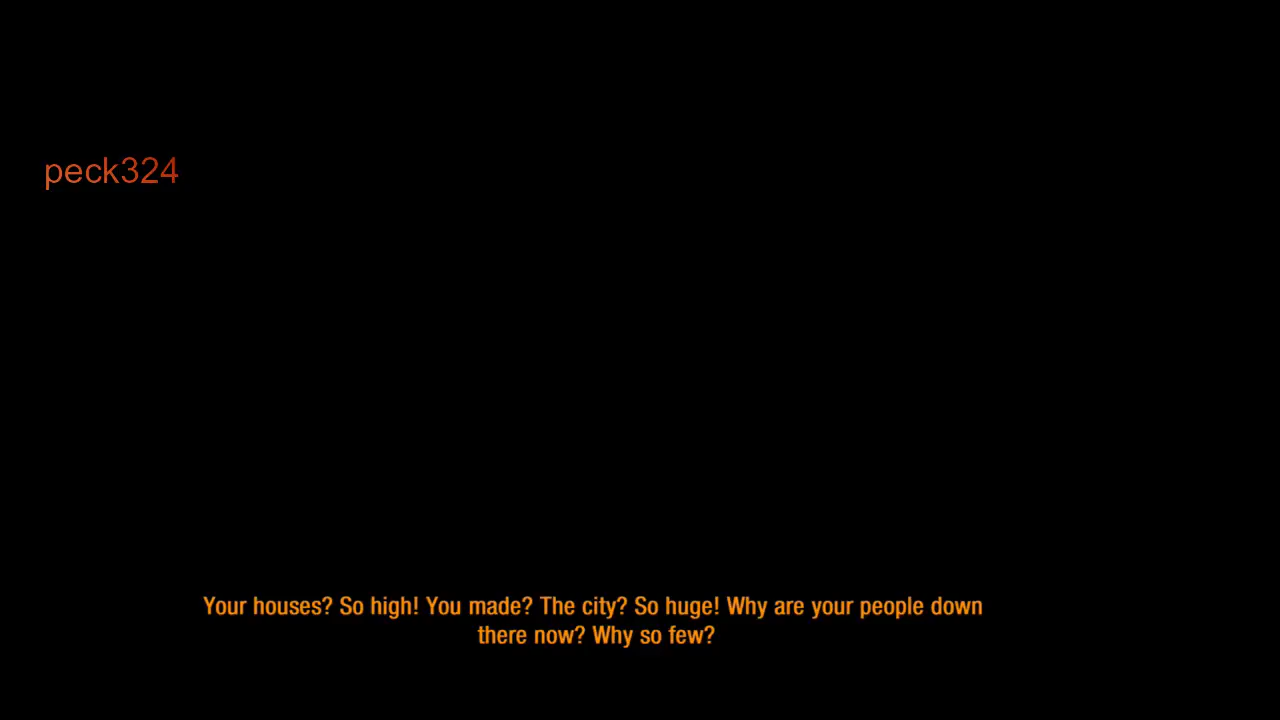 peck324
Your houses? So high! You made? The city? So huge! Why are your people down
there now? Why so few?